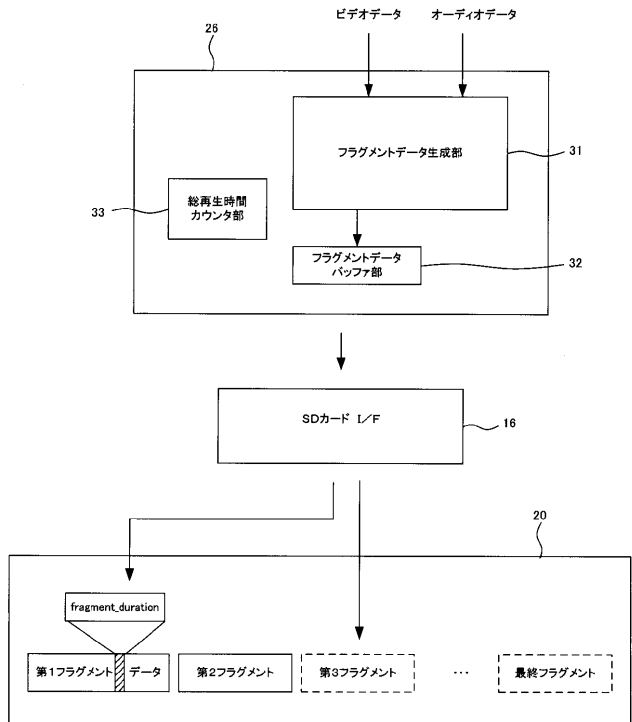 ビデオデータ
オーディオデータ
26
フラグメントデータ生成部
31
33
総再生時間
カウンタ部
フラグメントデータ
バッファ部
32
SDカード I/F
16
20
fragment_duration
第1フラグメント
データ
第2フラグメント
第3フラグメント
…
最終フラグメント